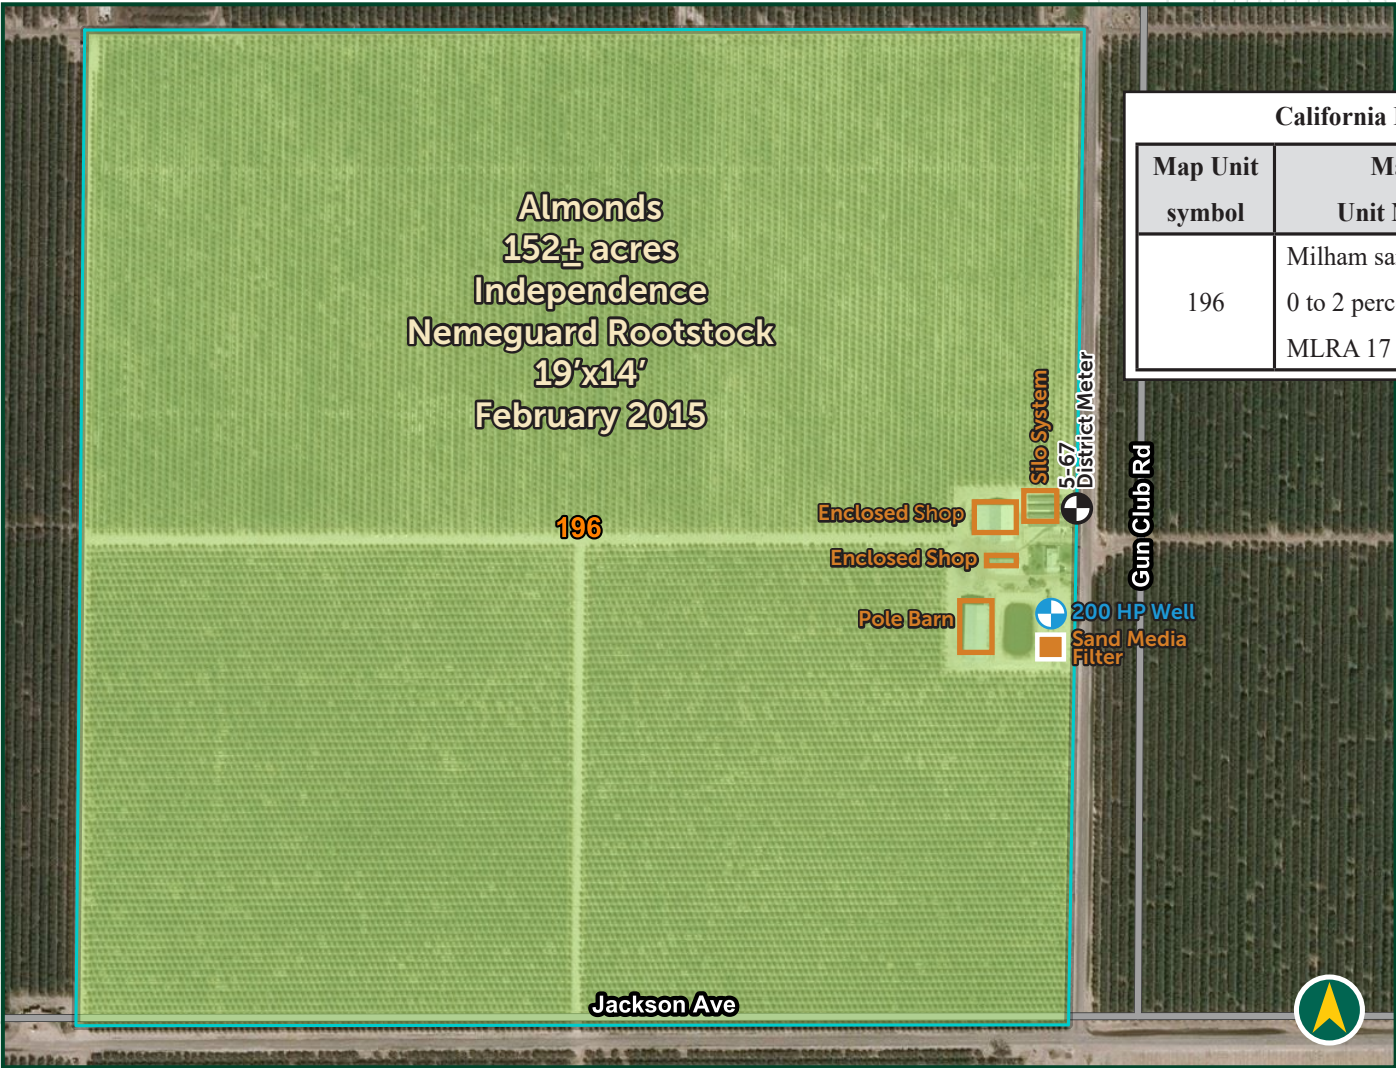 Almonds
152± acres
Independence
Nemeguard Rootstock
19'x14'
February 2015
California
Map Unit
symbol
Unit
196
Milham
0 to 2
MLRA 17
Silo System
5-67
District Meter
Gun Club Rd
Enclosed Shop
196
Enclosed Shop
Pole Barn
200 HP Well
Sand Media
Filter
Jackson Ave